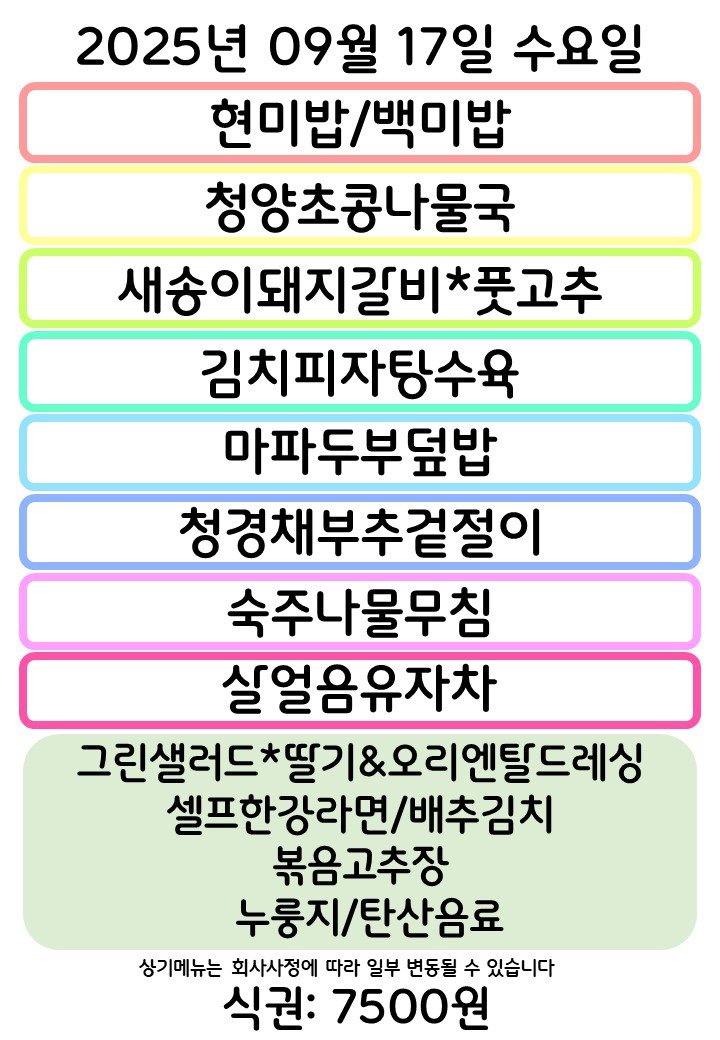 2025년 09월 17일 수요일
현미밥/백미밥
청양초콩나물국
새송이돼지갈비*풋고추
김치피자탕수육
마파두부덮밥
청경채부추겉절이
숙주나물무침
살얼음유자차
그린샐러드*딸기&오리엔탈드레싱
셀프한강라면/배추김치
볶음고추장
누룽지/탄산음료
상기메뉴는 회사사정에 따라 일부 변동될 수 있습니다
식권: 7500원